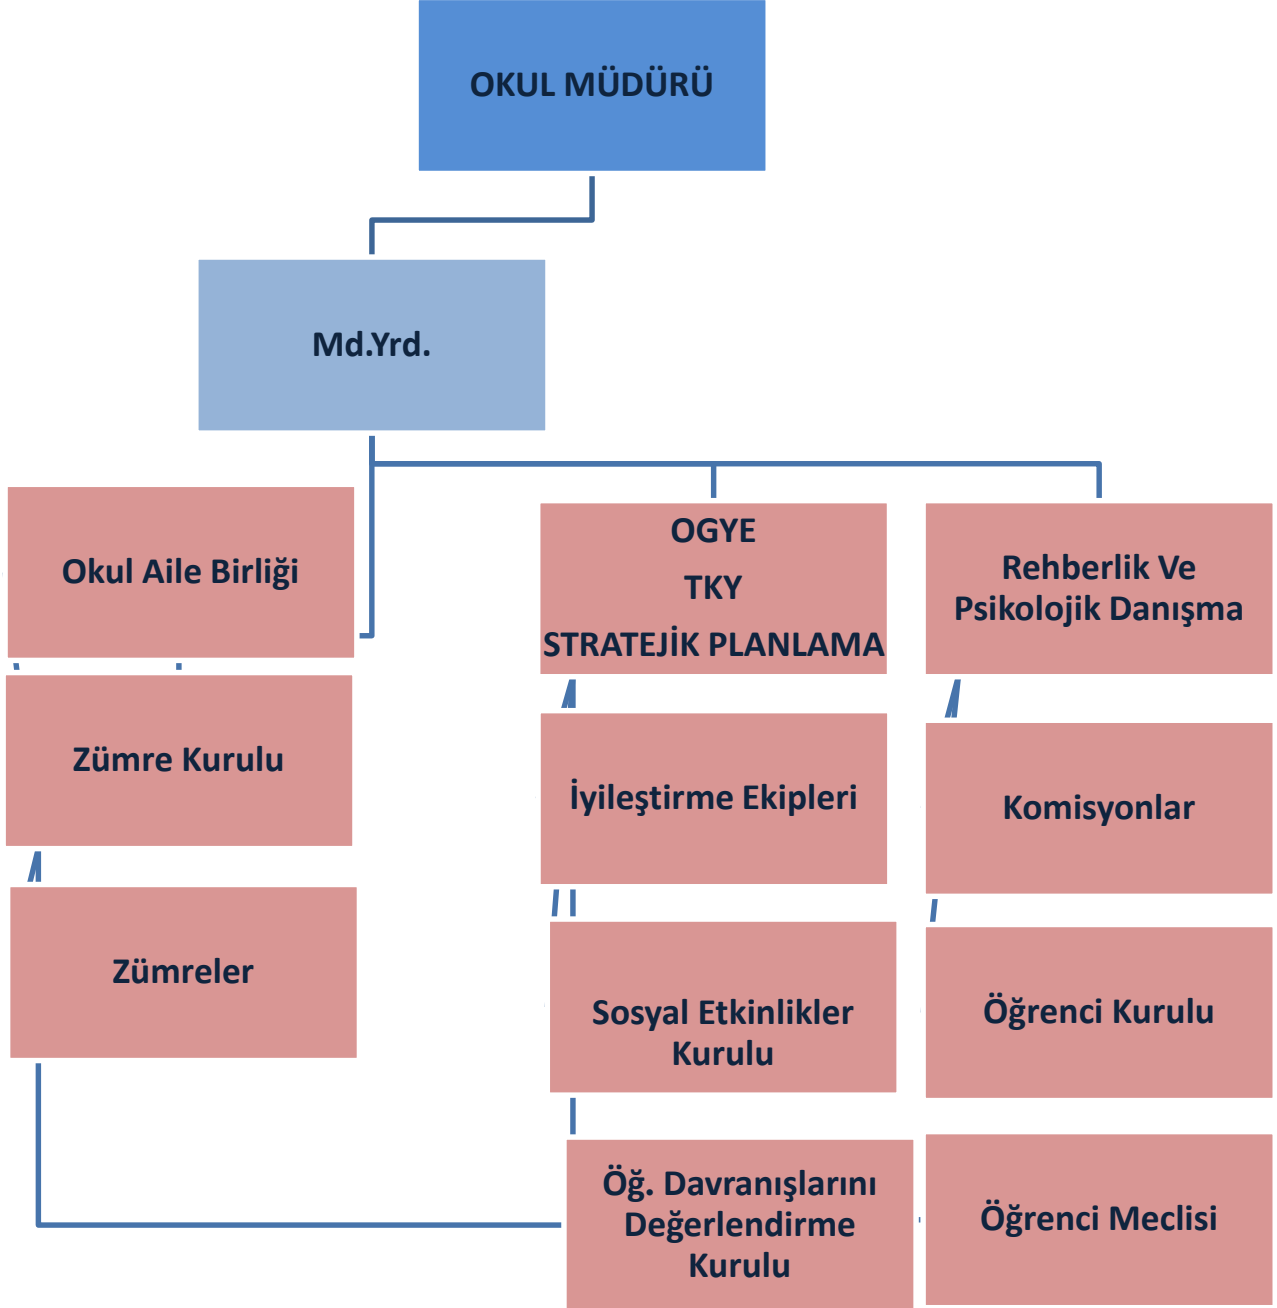 OKUL MÜDÜRÜ
Md.Yrd.
Okul Aile Birliği
Zümre Kurulu
Zümreler
OGYE
TKY
STRATEJİK PLANLAMA
İyileştirme Ekipleri
Sosyal Etkinlikler
Kurulu
Öğ. Davranışlarını
Değerlendirme
Kurulu
Rehberlik Ve
Psikolojik Danışma
Komisyonlar
Öğrenci Kurulu
Öğrenci Meclisi